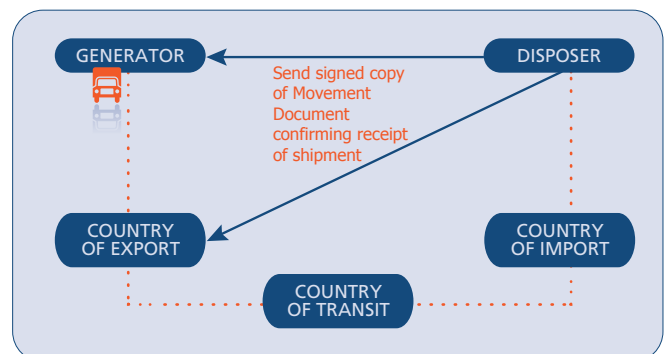 GENERATOR
DISPOSER
Send signed copy
of Movement
Document
confirming receipt
of shipment
COUNTRY
OF EXPORT
COUNTRY
OF IMPORT
COUNTRY
OF TRANSIT